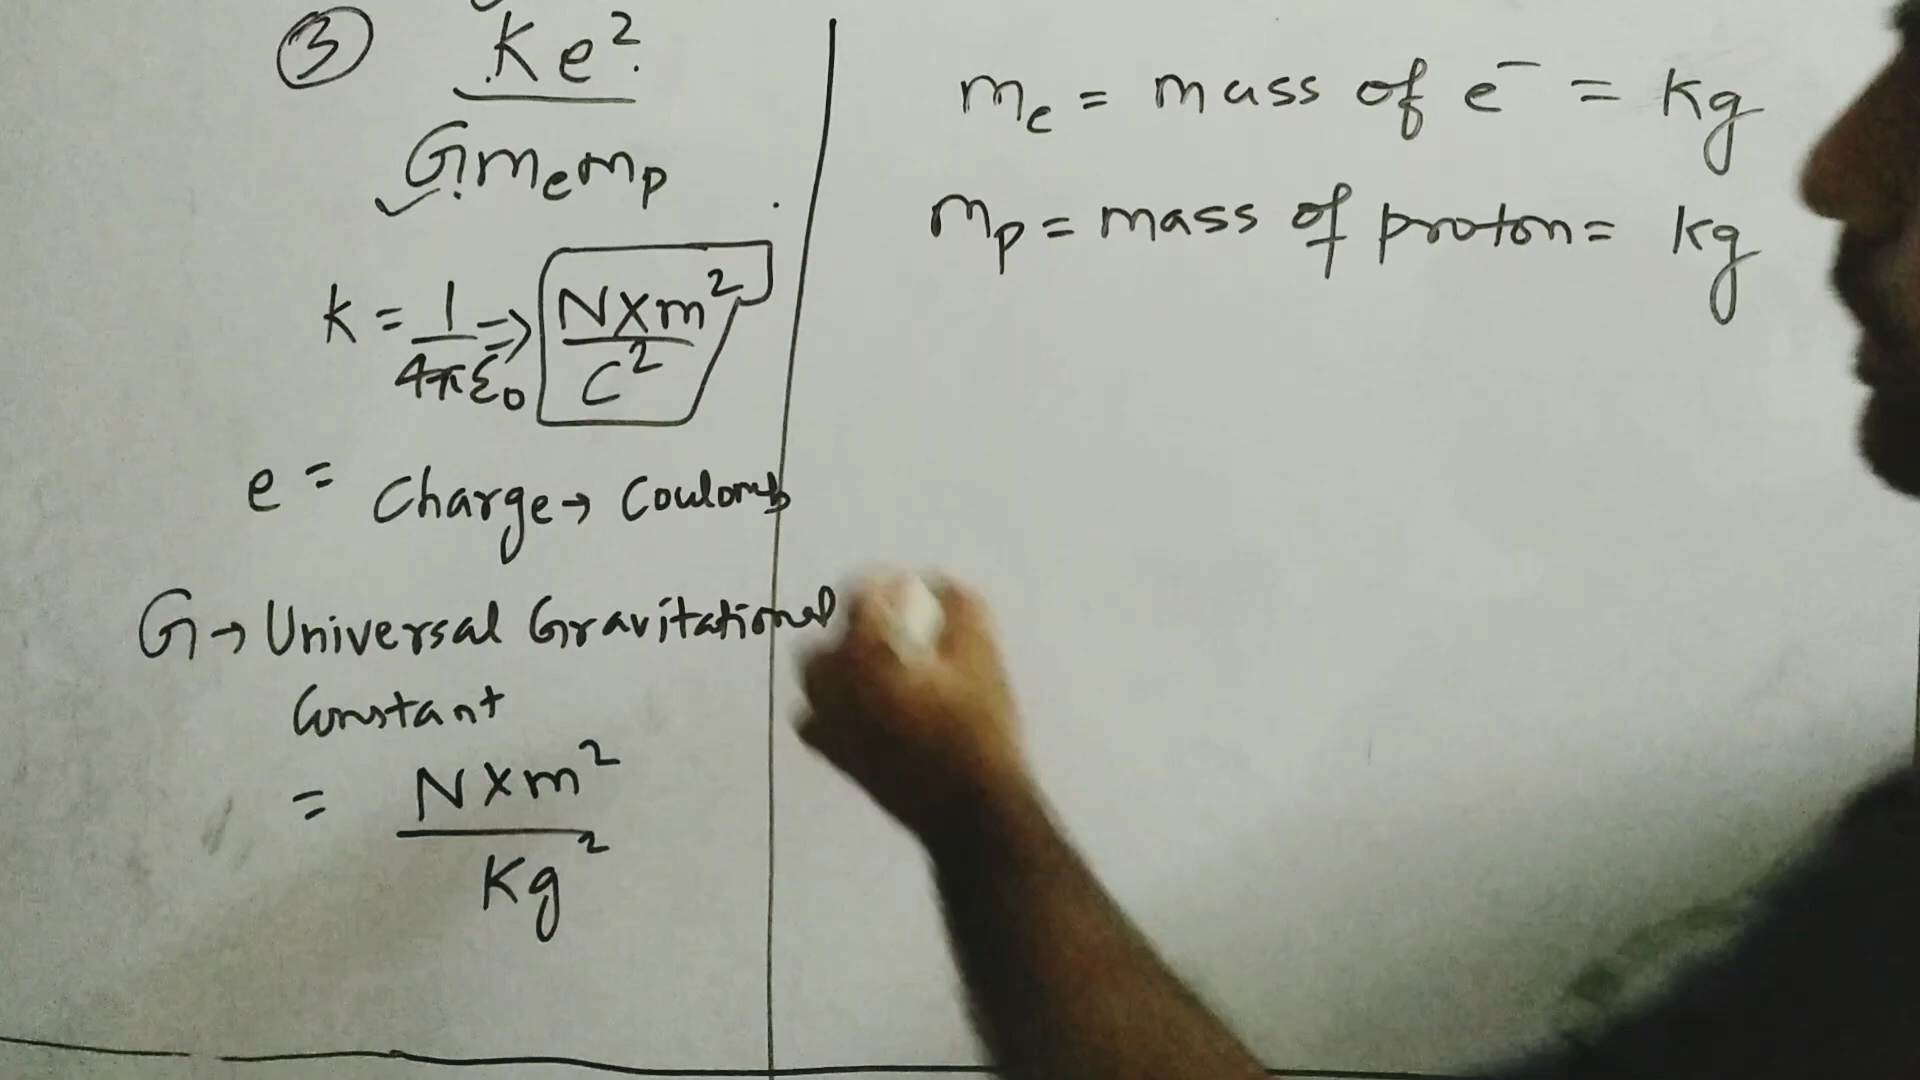 ③ Ke²
Gmemp
K = 1/4πε₀ ⇒ N×m²/C²
e = Charge → Coulomb
G → Universal Gravitational
Constant
= N×m²
Kg²
me = mass of e⁻ = Kg
mp = mass of proton = Kg